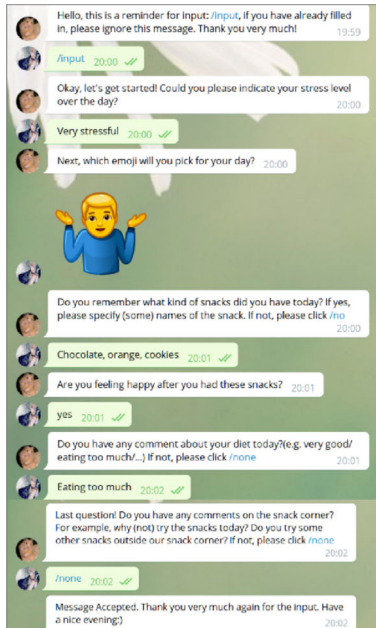 Hello, this is a reminder for input: /input, if you have already filled
in, please ignore this message. Thank you very much!
19:59
/input 20:00
Okay, let's get started! Could you please indicate your stress level
over the day?
20:00
Very stressful 20:00
Next, which emoji will you pick for your day? 20:00
Do you remember what kind of snacks did you have today? If yes,
please specify (some) names of the snack. If not, please click /no
20:00
Chocolate, orange, cookies 20:01
Are you feeling happy after you had these snacks? 20:01
yes 20:01
Do you have any comment about your diet today?(e.g. very good/
eating too much/...) If not, please click /none
20:01
Eating too much 20:02
Last question! Do you have any comments on the snack corner?
For example, why (not) try the snacks today? Do you try some
other snacks outside our snack corner? If not, please click /none
20:02
/none 20:02
Message Accepted. Thank you very much again for the input. Have
a nice evening:)
20:02